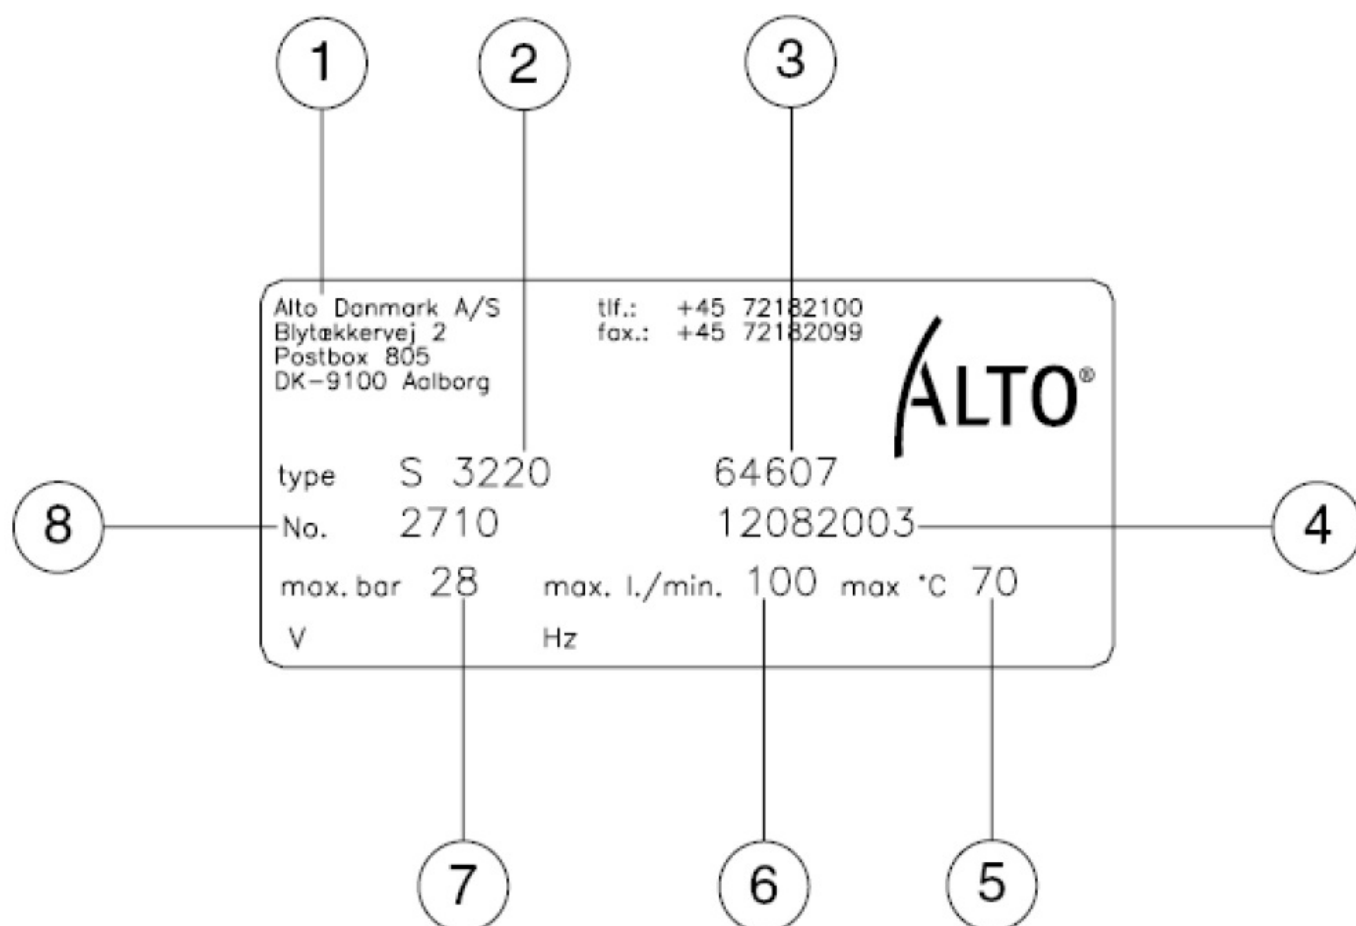 1 2 3
Alto Danmark A/S tlf.: +45 72182100
Blytækkervej 2 fax.: +45 72182099
Postbox 805
DK-9100 Aalborg
ALTO®
type S 3220 64607
8 No. 2710 12082003 4
max. bar 28 max. l./min. 100 max °C 70
V Hz
7 6 5